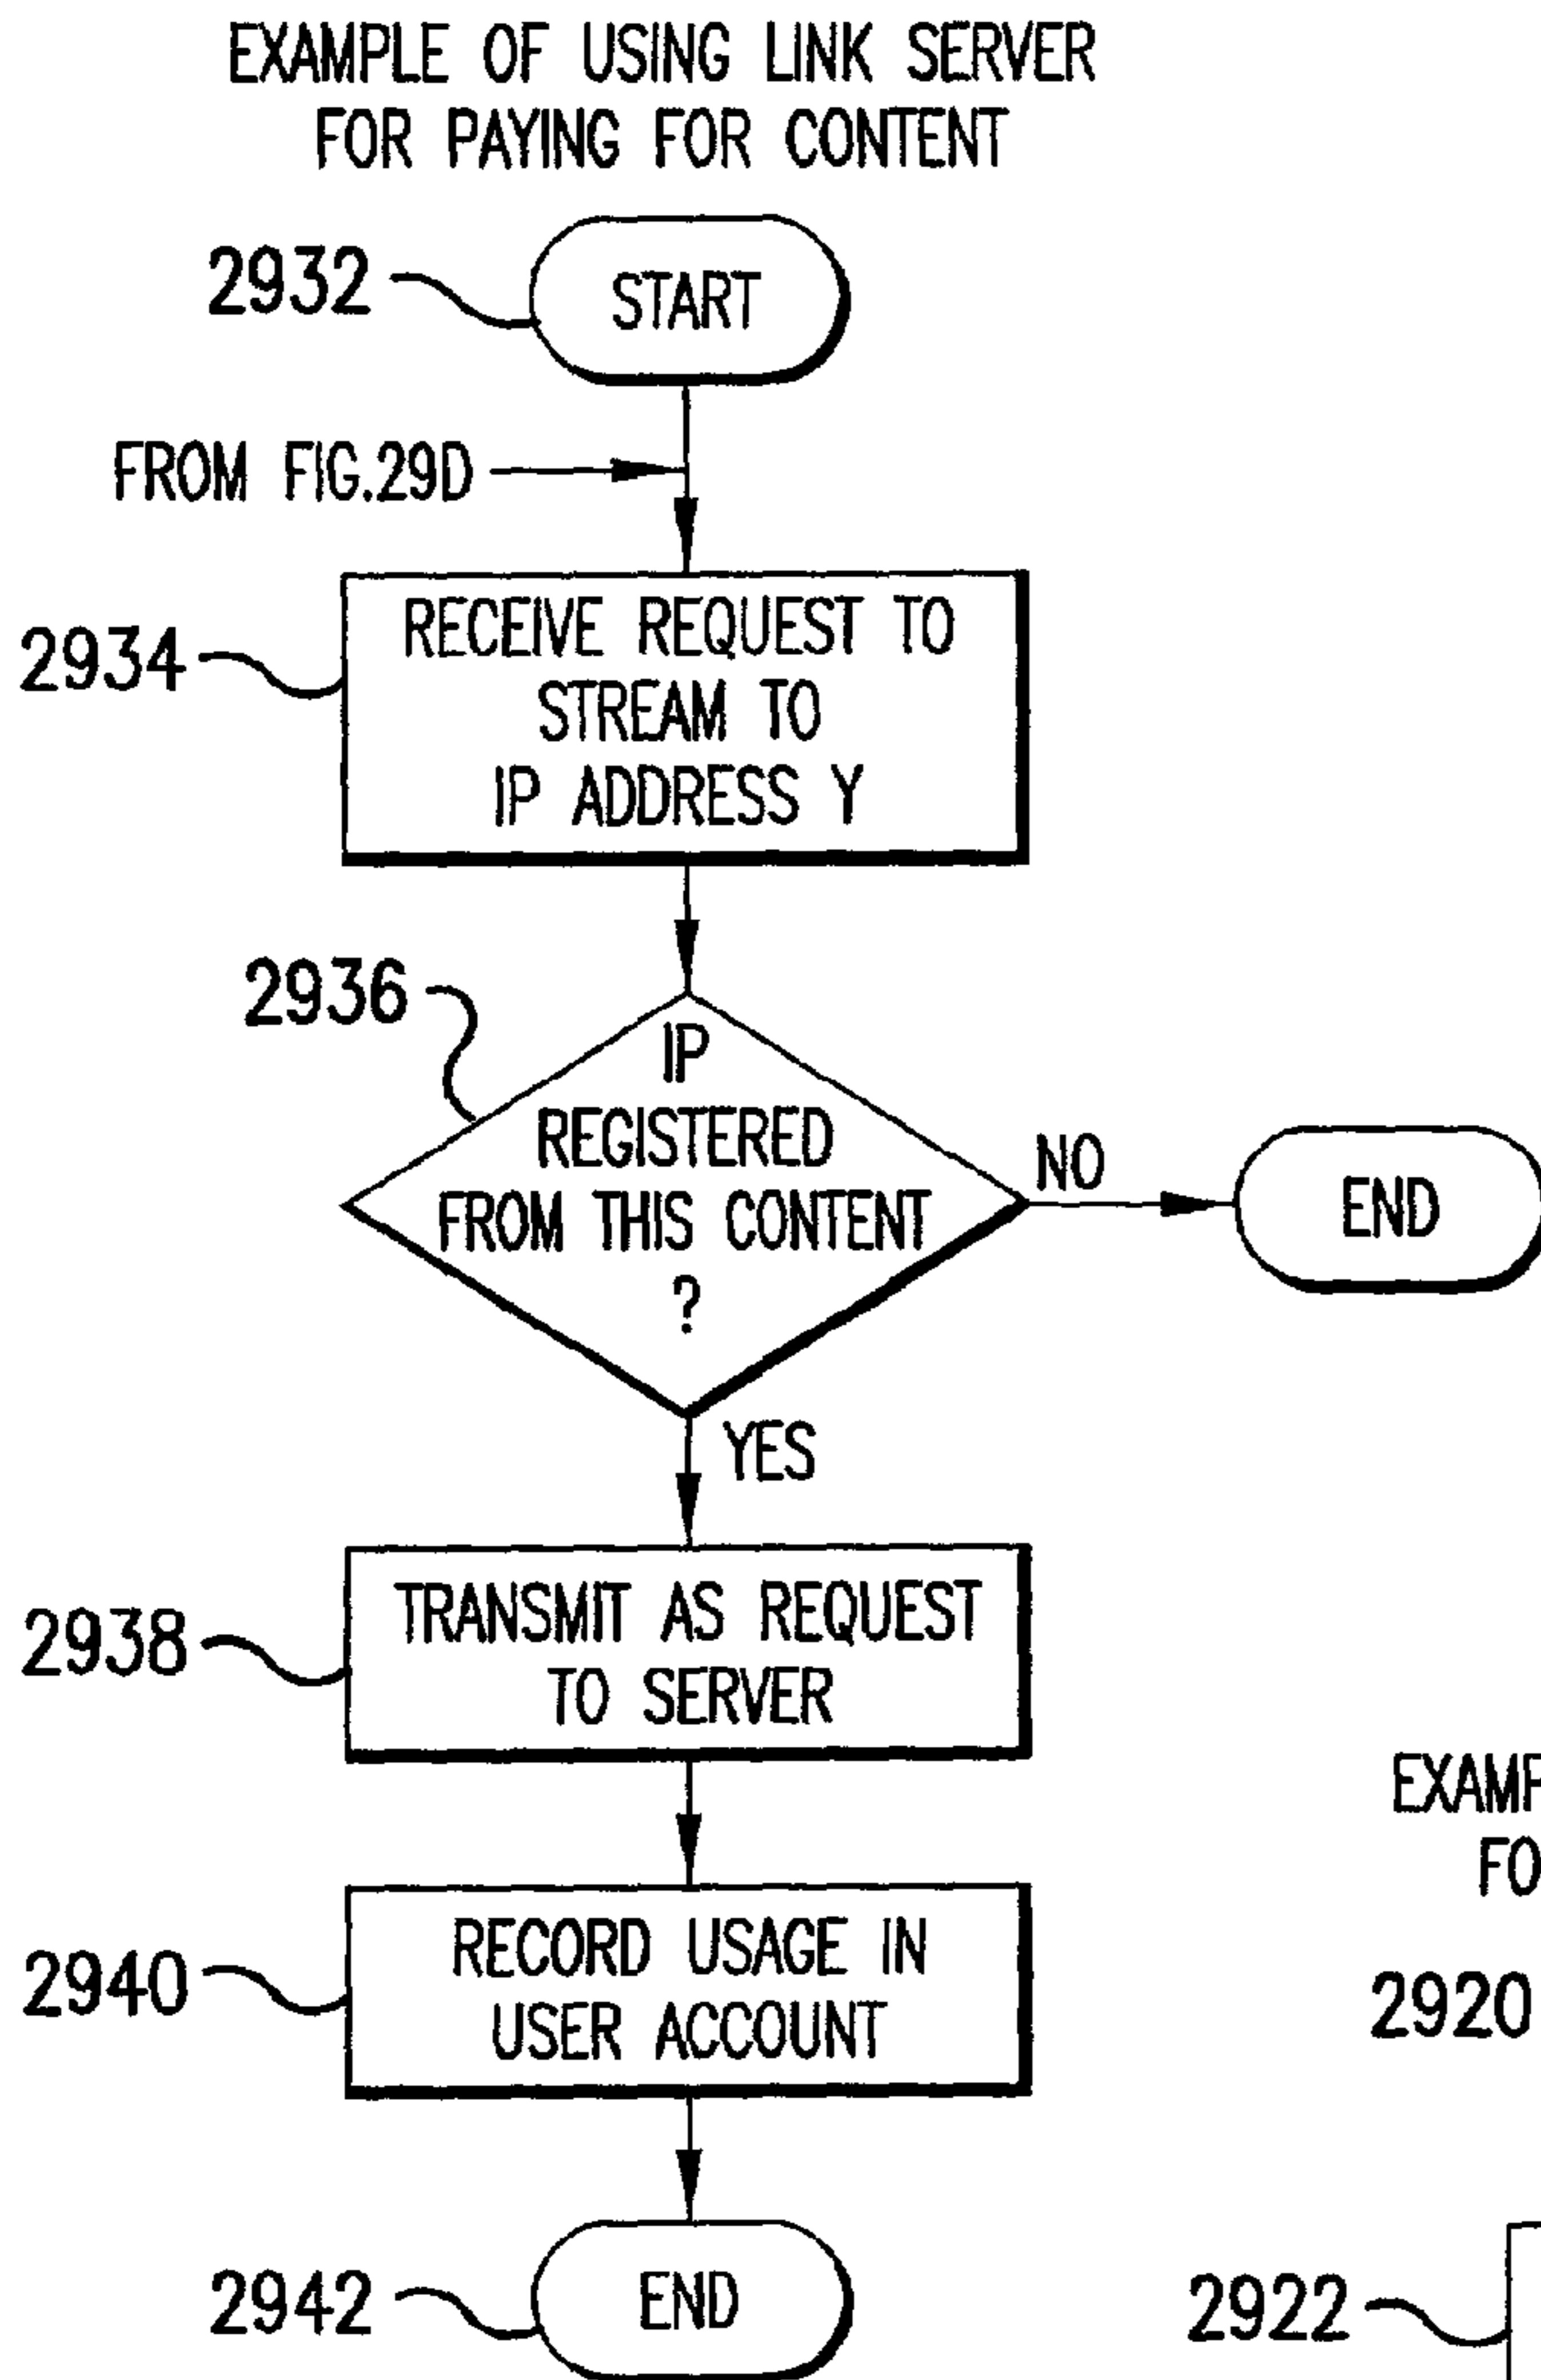 EXAMPLE OF USING LINK SERVER
FOR PAYING FOR CONTENT
2932
START
FROM FIG.29D
2934
RECEIVE REQUEST TO
STREAM TO
IP ADDRESS Y
2936
IP
REGISTERED
FROM THIS CONTENT
?
NO
END
YES
2938
TRANSMIT AS REQUEST
TO SERVER
2940
RECORD USAGE IN
USER ACCOUNT
2942
END
2920
2922